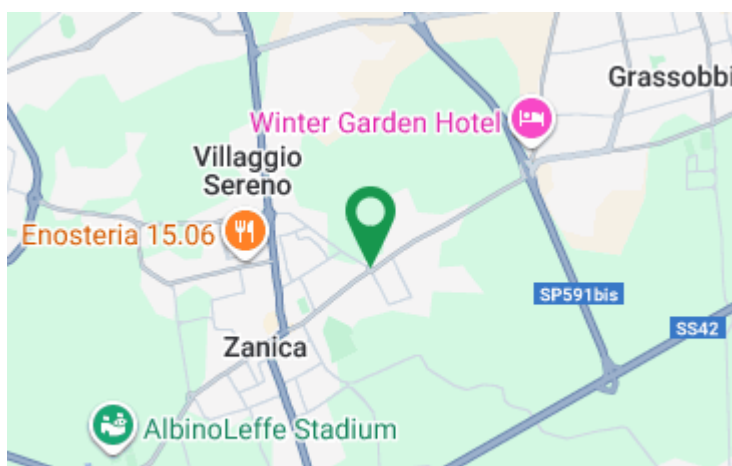 Grassobbi
Winter Garden Hotel
Villaggio
Sereno
Enosteria 15.06
SP591bis
SS42
Zanica
AlbinoLeffe Stadium